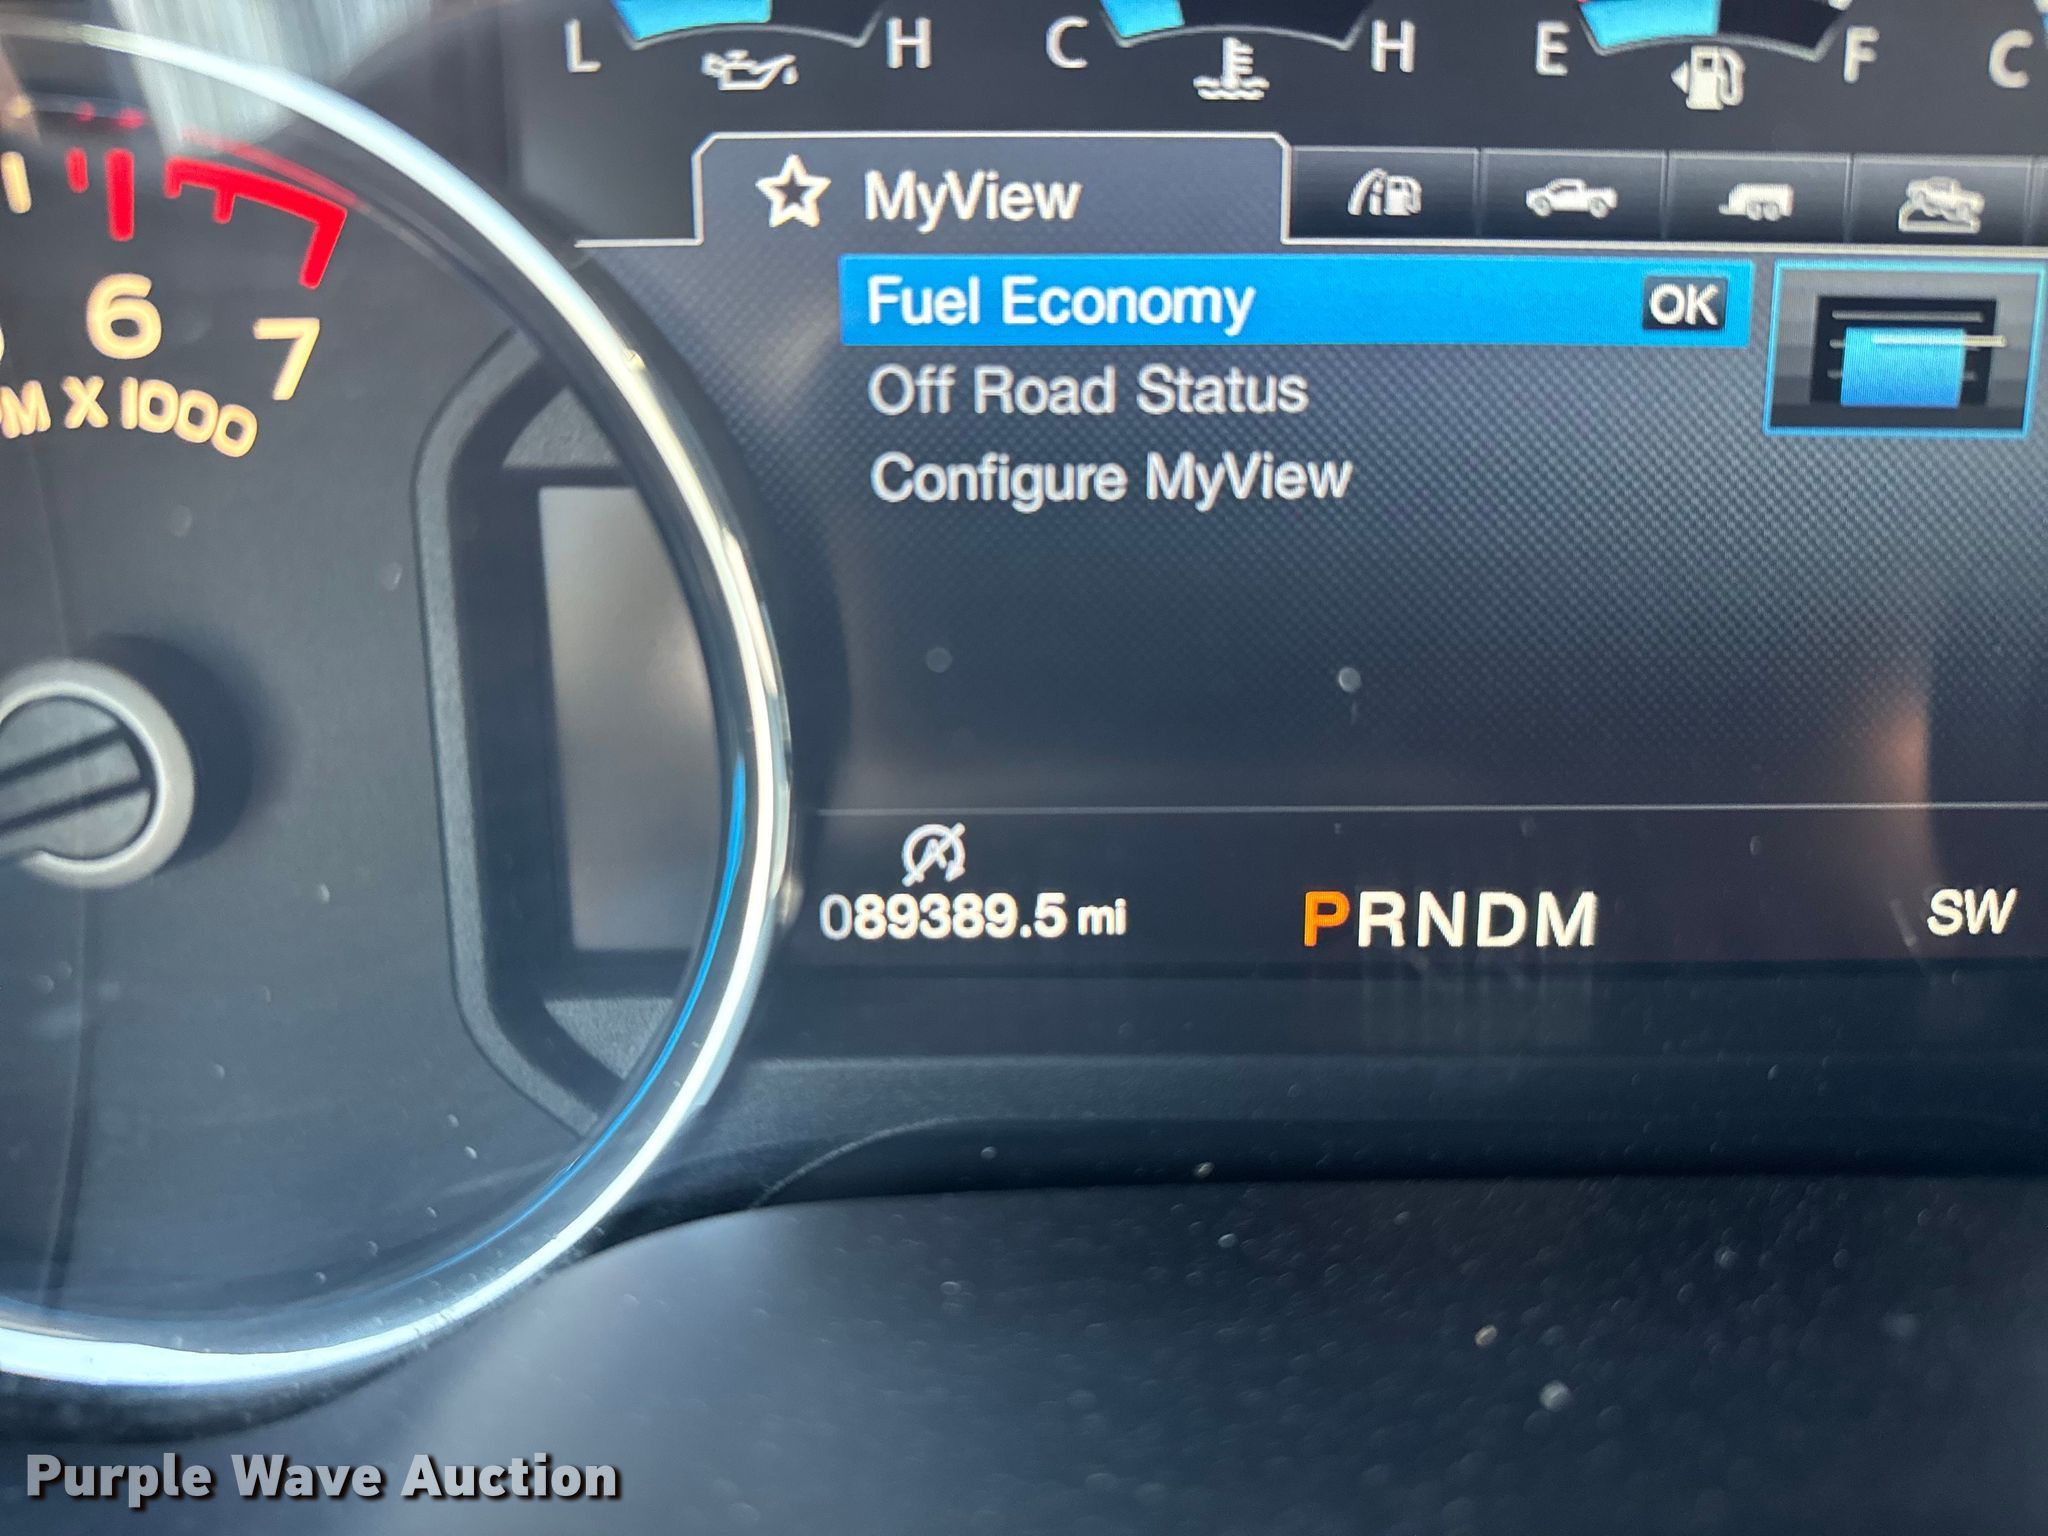 L H C H E F C
MyView
Fuel Economy OK
Off Road Status
Configure MyView
6 7
X 1000
089389.5 mi PRNDM SW
Purple Wave Auction